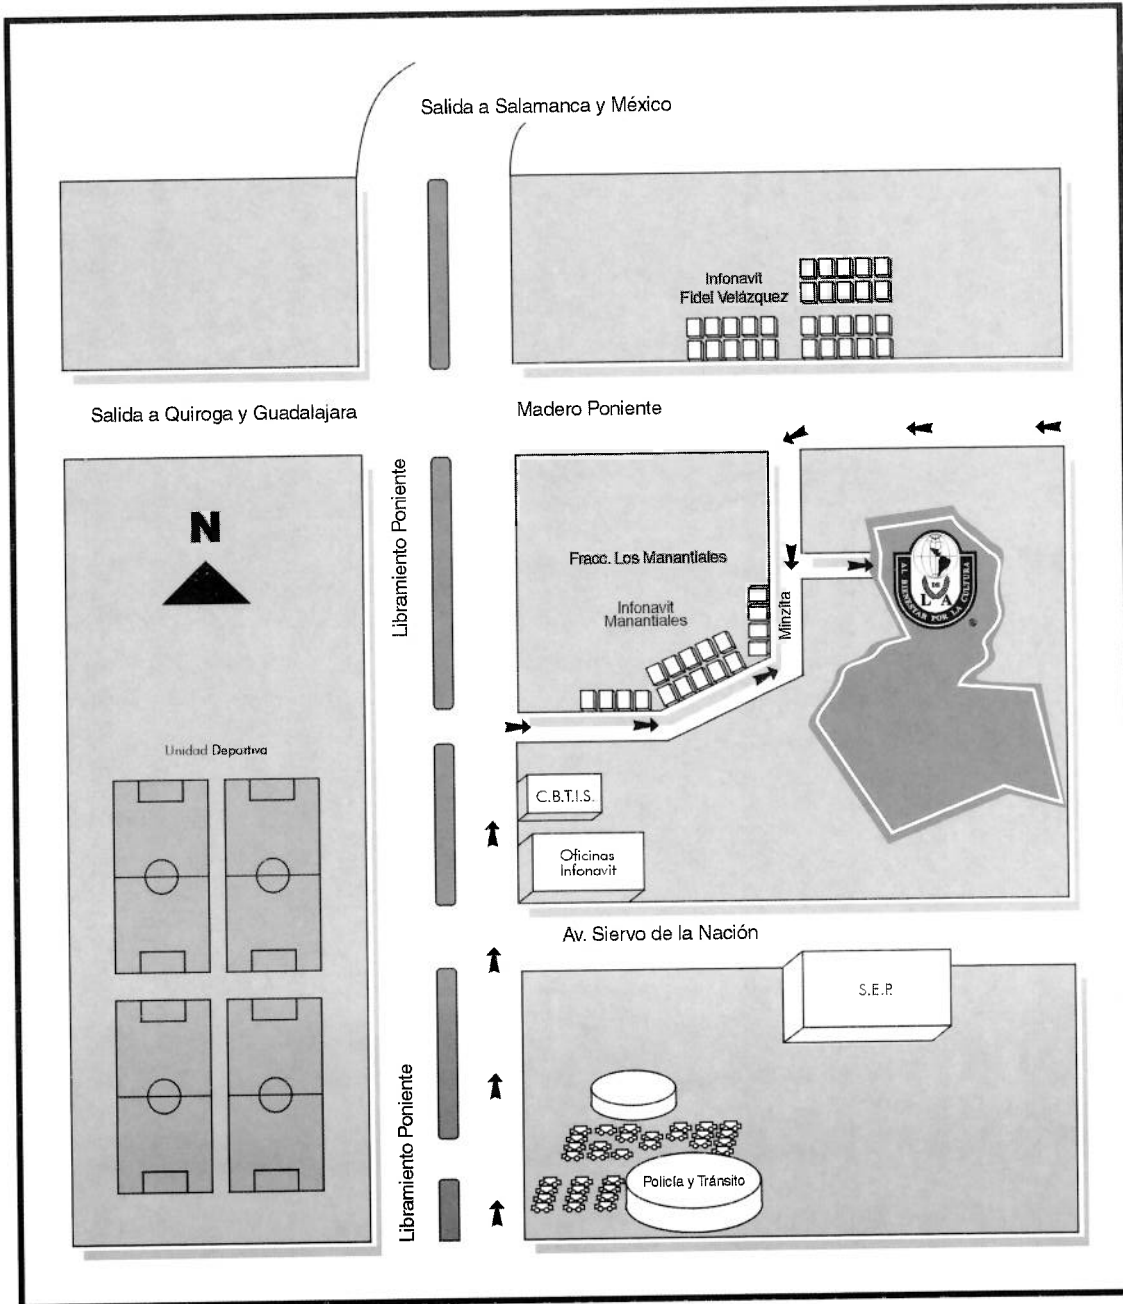 Salida a Salamanca y México
Infonavit
Fidel Velázquez
Salida a Quiroga y Guadalajara
Madero Poniente
Libramiento Poniente
N
Fracc. Los Manantiales
Infonavit
Manantiales
Minzita
AL BIENESTAR POR LA CULTURA
DE
L A
®
Unidad Deportiva
C.B.T.I.S.
Oficinas
Infonavit
Av. Siervo de la Nación
S.E.P.
Libramiento Poniente
Policía y Tránsito